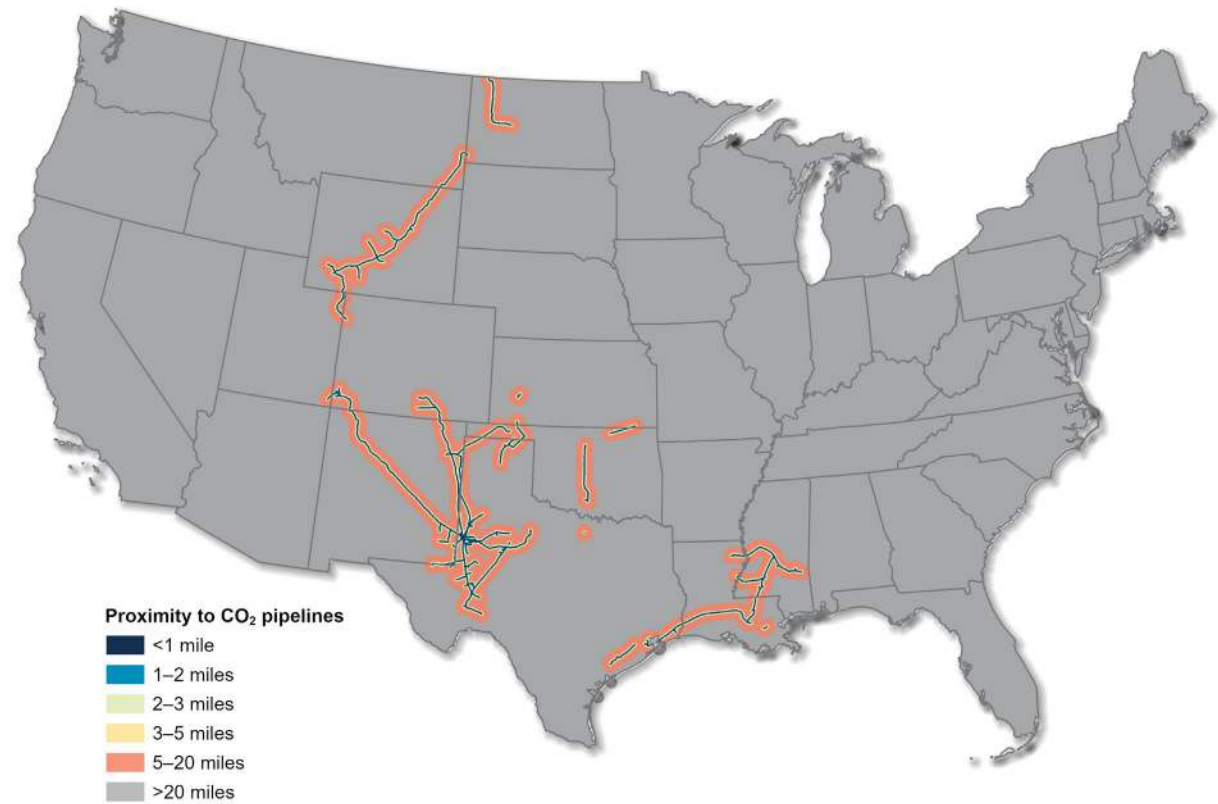 Proximity to CO₂ pipelines
<1 mile
1–2 miles
2–3 miles
3–5 miles
5–20 miles
>20 miles